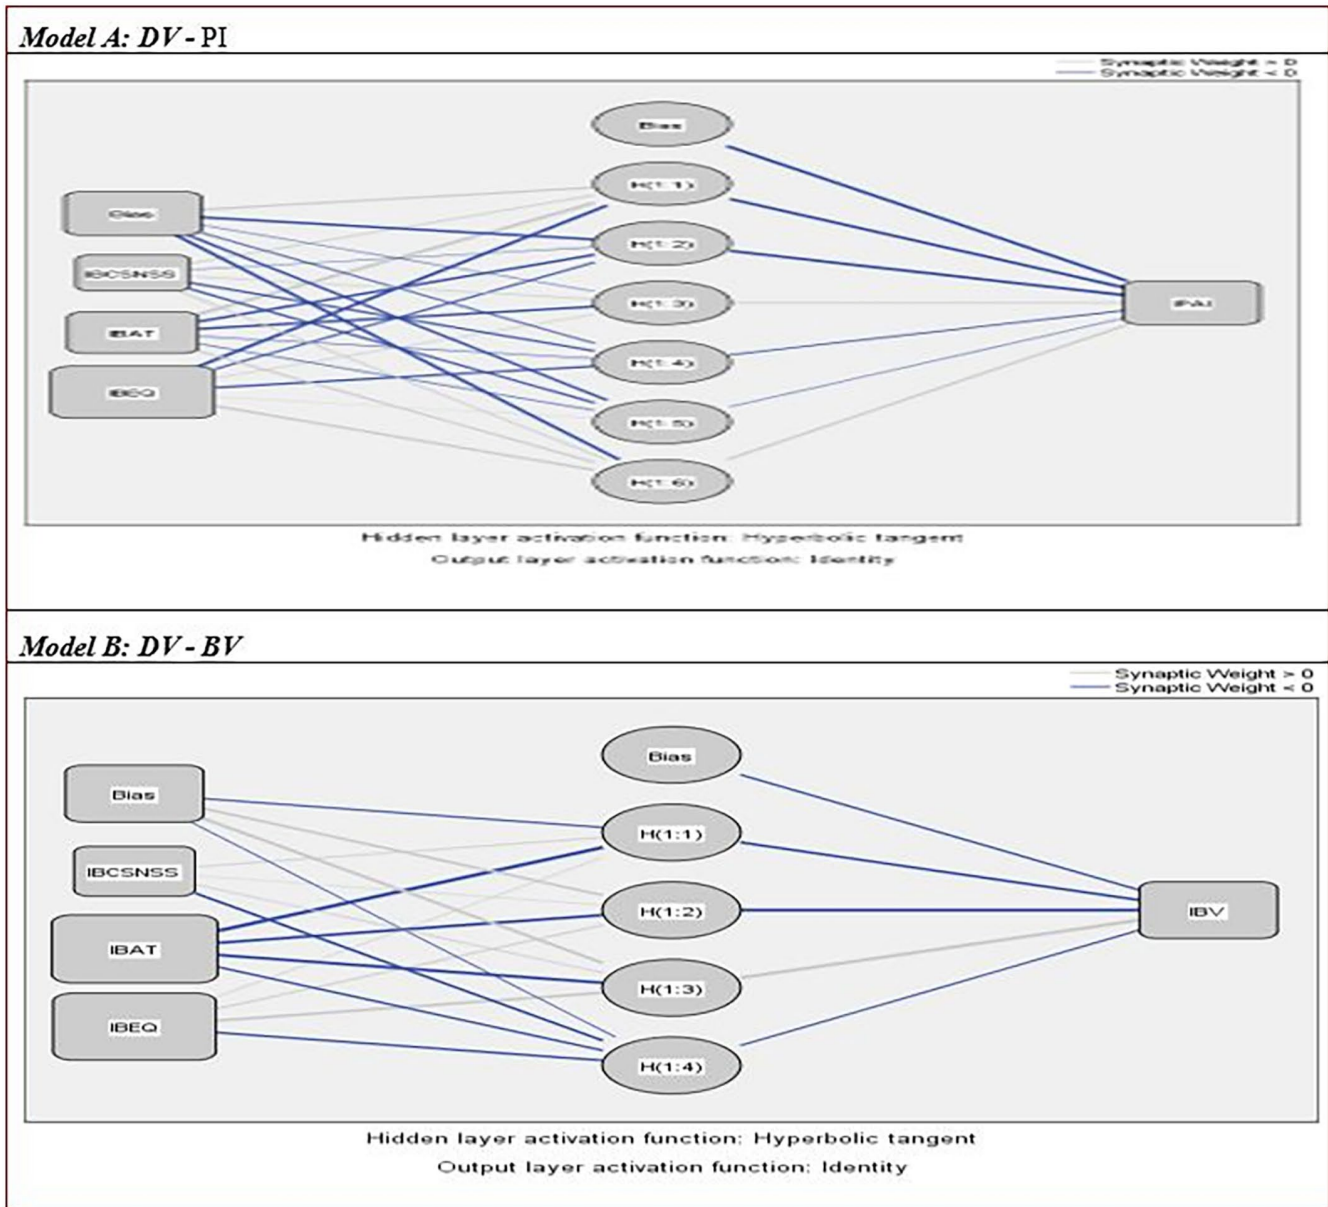 Model A: DV - PI
Synaptic Weight > 0
Synaptic Weight < 0
Bias
H(1:1)
Bias
H(1:2)
IBCSNSS
H(1:3)
IPAI
IBAT
H(1:4)
IBEQ
H(1:5)
H(1:6)
Hidden layer activation function: Hyperbolic tangent
Output layer activation function: Identity
Model B: DV - BV
Synaptic Weight > 0
Synaptic Weight < 0
Bias
Bias
H(1:1)
IBCSNSS
H(1:2)
IBV
IBAT
H(1:3)
IBEQ
H(1:4)
Hidden layer activation function: Hyperbolic tangent
Output layer activation function: Identity